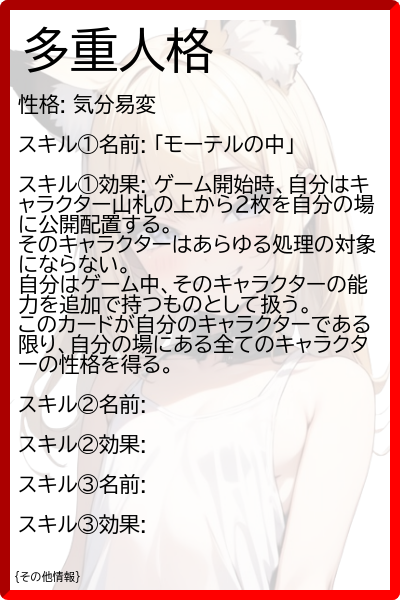 多重人格
性格: 気分易変
スキル①名前: 「モーテルの中」
スキル①効果: ゲーム開始時、自分はキ
ャラクター山札の上から2枚を自分の場
に公開配置する。
そのキャラクターはあらゆる処理の対象
にならない。
自分はゲーム中、そのキャラクターの能
力を追加で持つものとして扱う。
このカードが自分のキャラクターである
限り、自分の場にある全てのキャラクタ
ーの性格を得る。
スキル②名前:
スキル②効果:
スキル③名前:
スキル③効果:
{その他情報}